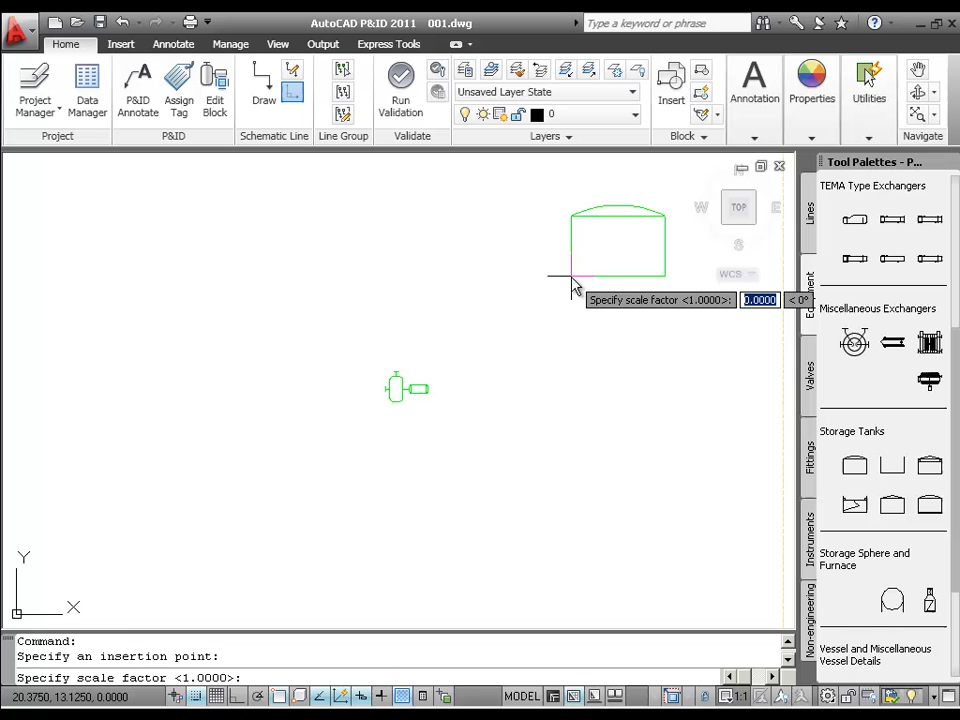 AutoCAD P&ID 2011 001.dwg
Type a keyword or phrase
Home Insert Annotate Manage View Output Express Tools
Project Manager
Data Manager
P&ID Annotate
Assign Tag
Edit Block
Draw
Run Validation
Unsaved Layer State
0
Insert
Annotation
Properties
Utilities
Project P&ID Schematic Line Line Group Validate Layers Block Navigate
Tool Palettes - P...
TEMA Type Exchangers
W TOP E
S
WCS
Specify scale factor <1.0000>: 0.0000 < 0°
Miscellaneous Exchangers
Storage Tanks
Storage Sphere and Furnace
Vessel and Miscellaneous Vessel Details
Lines
Valves
Fittings
Instruments
Non-engineering
Y
X
Command:
Specify an insertion point:
Specify scale factor <1.0000>:
20.3750, 13.1250, 0.0000 MODEL 1:1